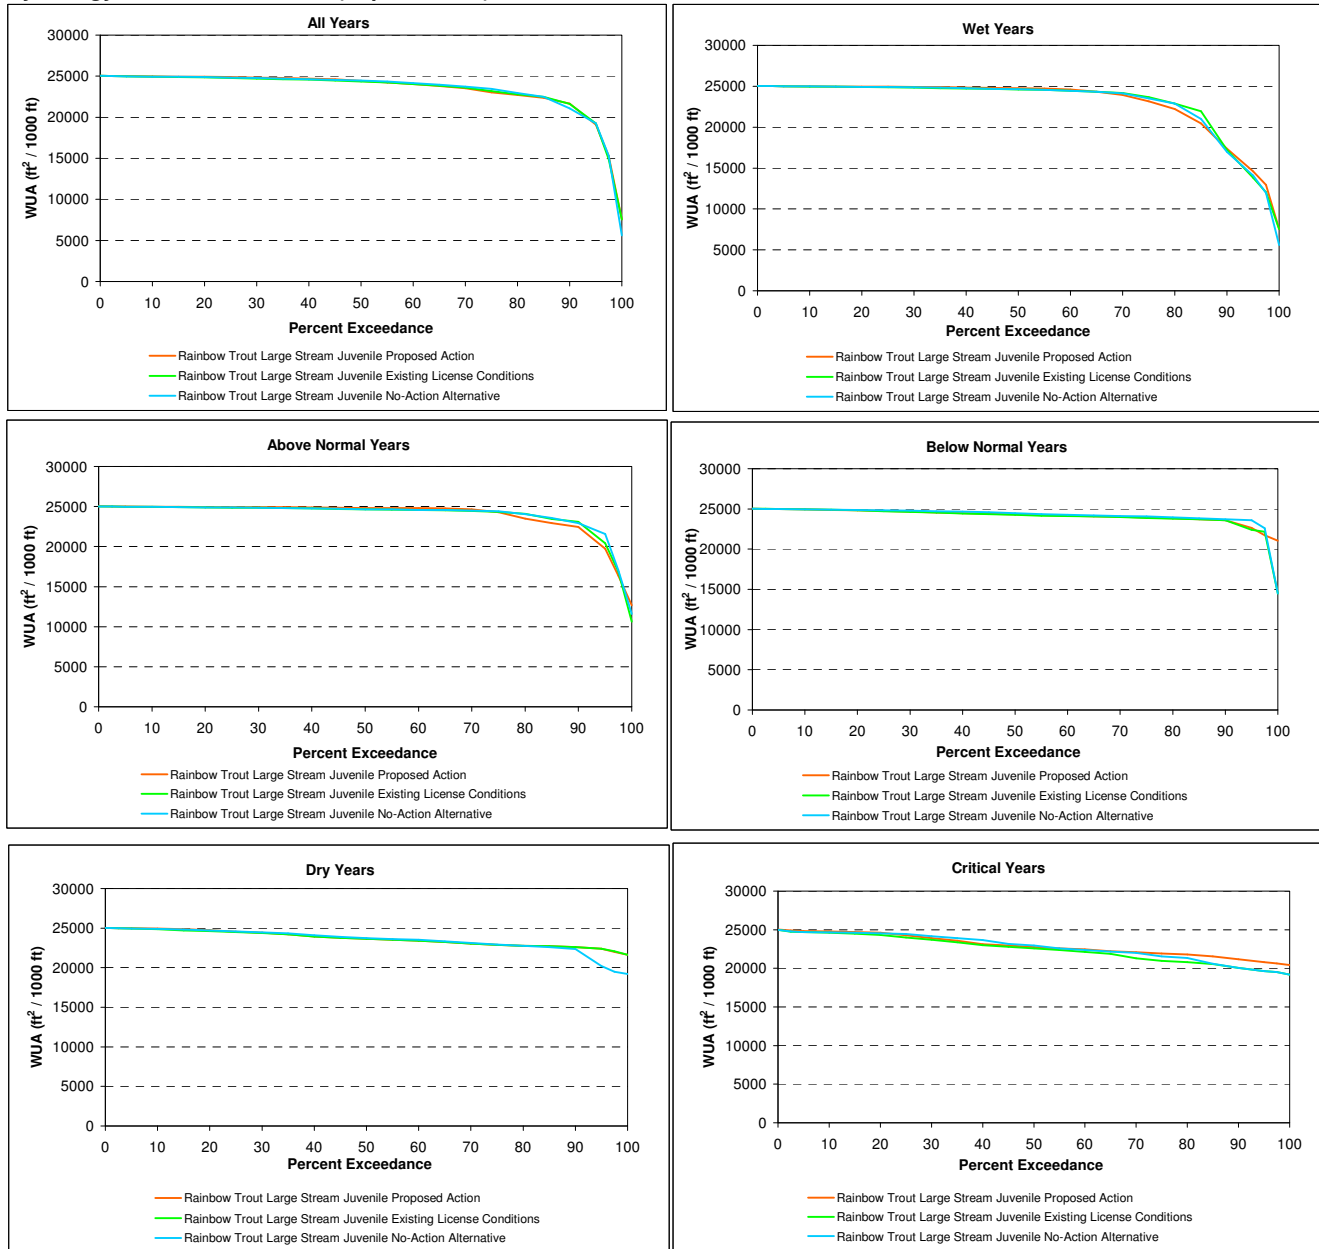 All Years
30000
25000
20000
15000
10000
5000
0
WUA (ft² / 1000 ft)
0 10 20 30 40 50 60 70 80 90 100
Percent Exceedance
Rainbow Trout Large Stream Juvenile Proposed Action
Rainbow Trout Large Stream Juvenile Existing License Conditions
Rainbow Trout Large Stream Juvenile No-Action Alternative
Wet Years
30000
25000
20000
15000
10000
5000
0
WUA (ft² / 1000 ft)
0 10 20 30 40 50 60 70 80 90 100
Percent Exceedance
Rainbow Trout Large Stream Juvenile Proposed Action
Rainbow Trout Large Stream Juvenile Existing License Conditions
Rainbow Trout Large Stream Juvenile No-Action Alternative
Above Normal Years
30000
25000
20000
15000
10000
5000
0
WUA (ft² / 1000 ft)
0 10 20 30 40 50 60 70 80 90 100
Percent Exceedance
Rainbow Trout Large Stream Juvenile Proposed Action
Rainbow Trout Large Stream Juvenile Existing License Conditions
Rainbow Trout Large Stream Juvenile No-Action Alternative
Below Normal Years
30000
25000
20000
15000
10000
5000
0
WUA (ft² / 1000 ft)
0 10 20 30 40 50 60 70 80 90 100
Percent Exceedance
Rainbow Trout Large Stream Juvenile Proposed Action
Rainbow Trout Large Stream Juvenile Existing License Conditions
Rainbow Trout Large Stream Juvenile No-Action Alternative
Dry Years
30000
25000
20000
15000
10000
5000
0
WUA (ft² / 1000 ft)
0 10 20 30 40 50 60 70 80 90 100
Percent Exceedance
Rainbow Trout Large Stream Juvenile Proposed Action
Rainbow Trout Large Stream Juvenile Existing License Conditions
Rainbow Trout Large Stream Juvenile No-Action Alternative
Critical Years
30000
25000
20000
15000
10000
5000
0
WUA (ft² / 1000 ft)
0 10 20 30 40 50 60 70 80 90 100
Percent Exceedance
Rainbow Trout Large Stream Juvenile Proposed Action
Rainbow Trout Large Stream Juvenile Existing License Conditions
Rainbow Trout Large Stream Juvenile No-Action Alternative